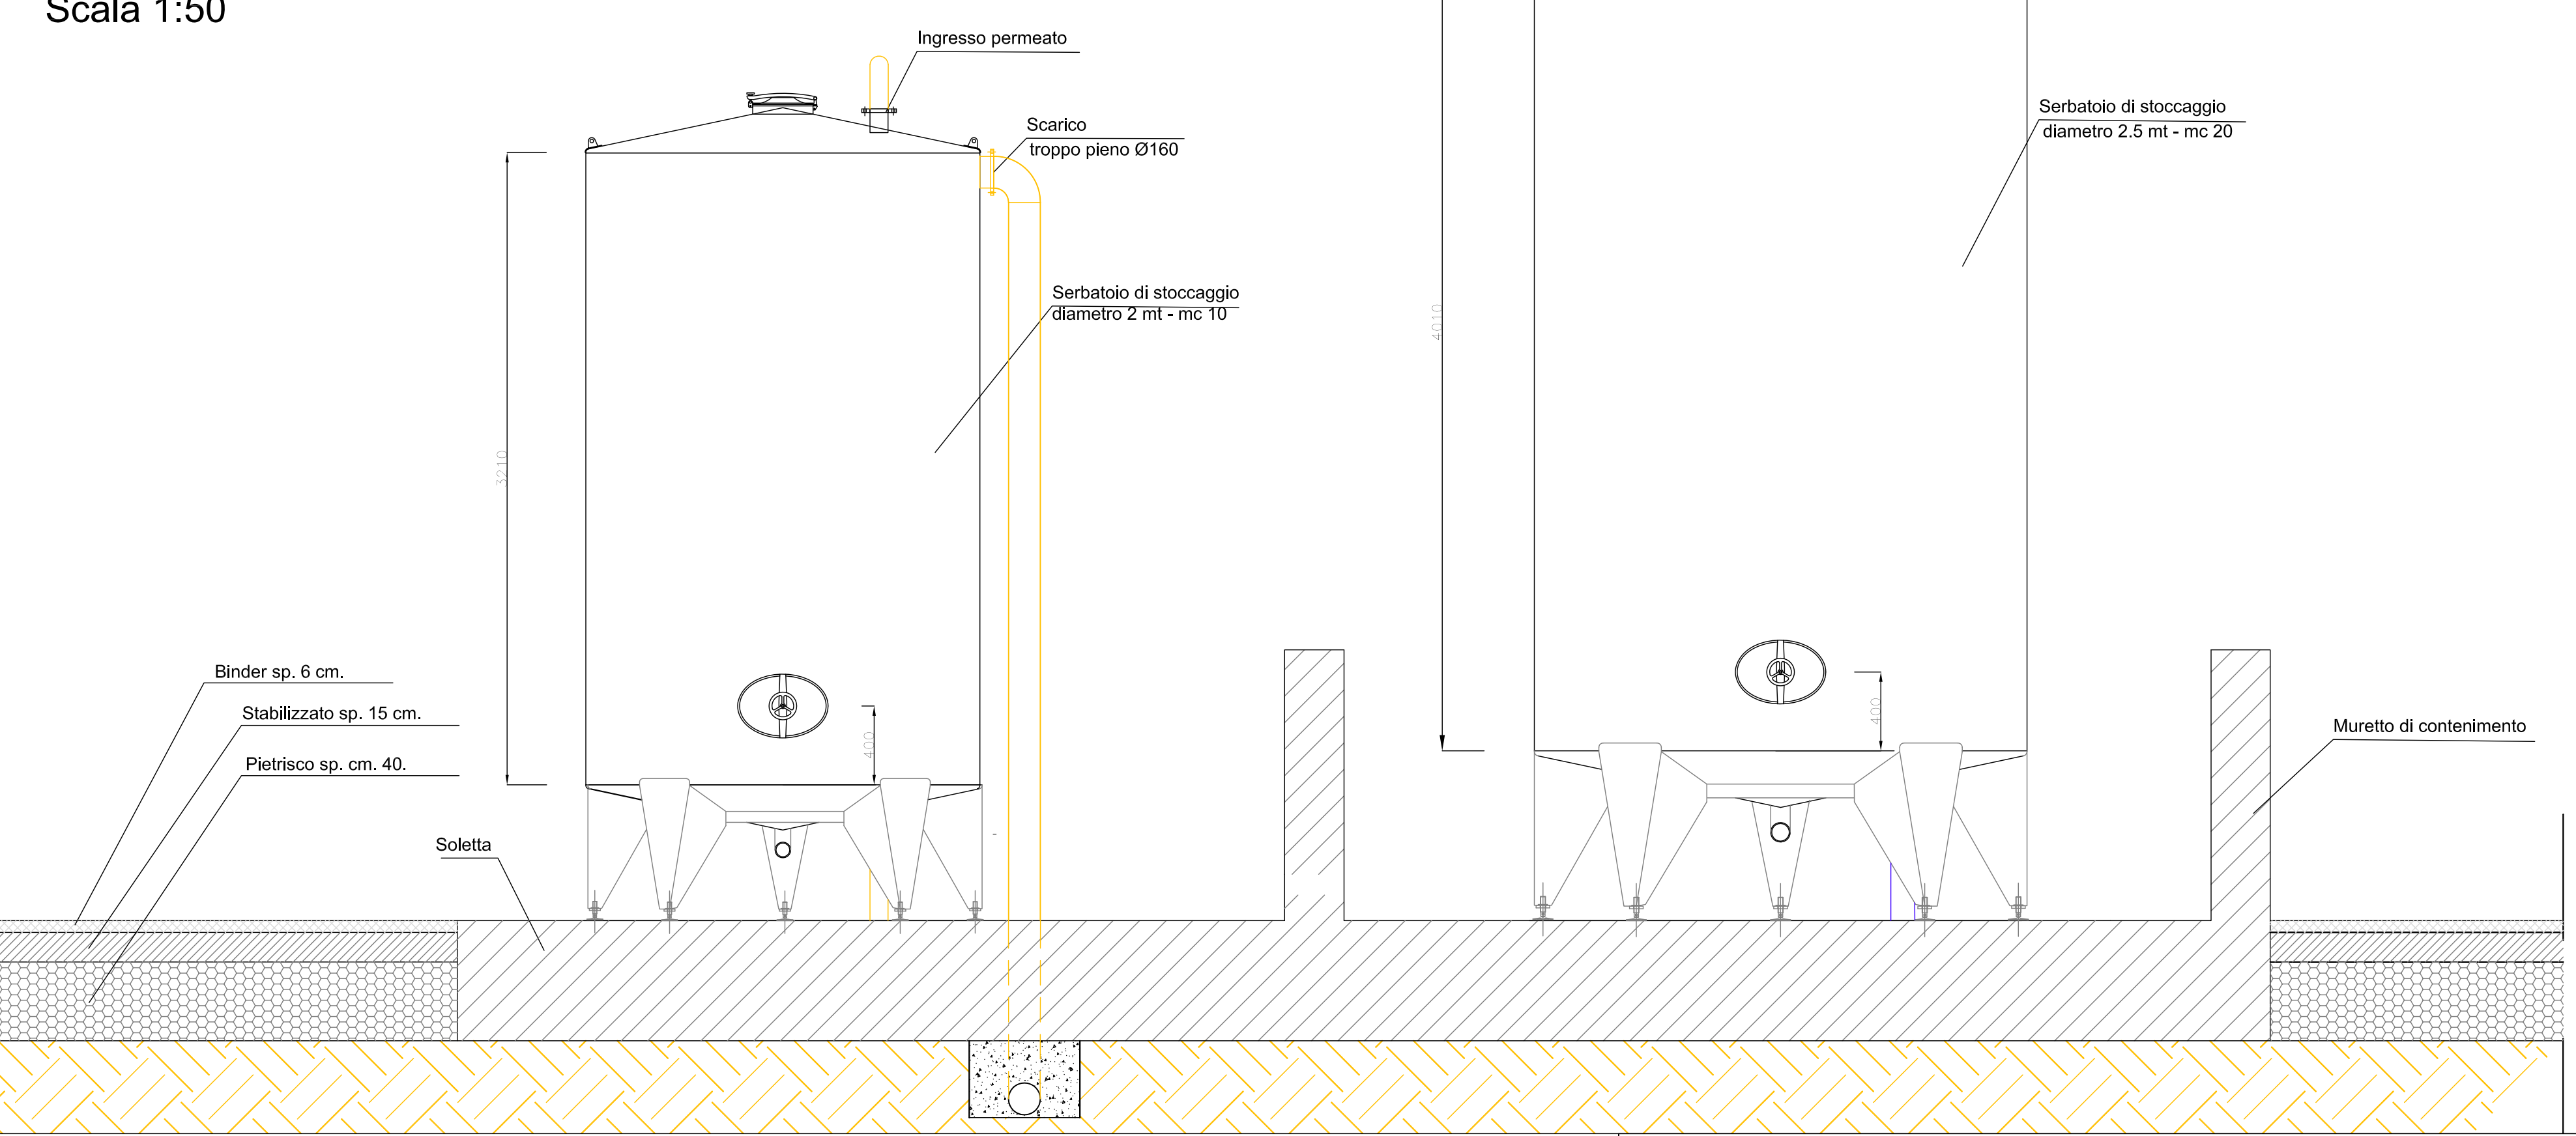 Scala 1:50
Ingresso permeato
Scarico
troppo pieno Ø160
Serbatoio di stoccaggio
diametro 2.5 mt - mc 20
Serbatoio di stoccaggio
diametro 2 mt - mc 10
4010
3210
Binder sp. 6 cm.
Stabilizzato sp. 15 cm.
Pietrisco sp. cm. 40.
400
400
Muretto di contenimento
Soletta